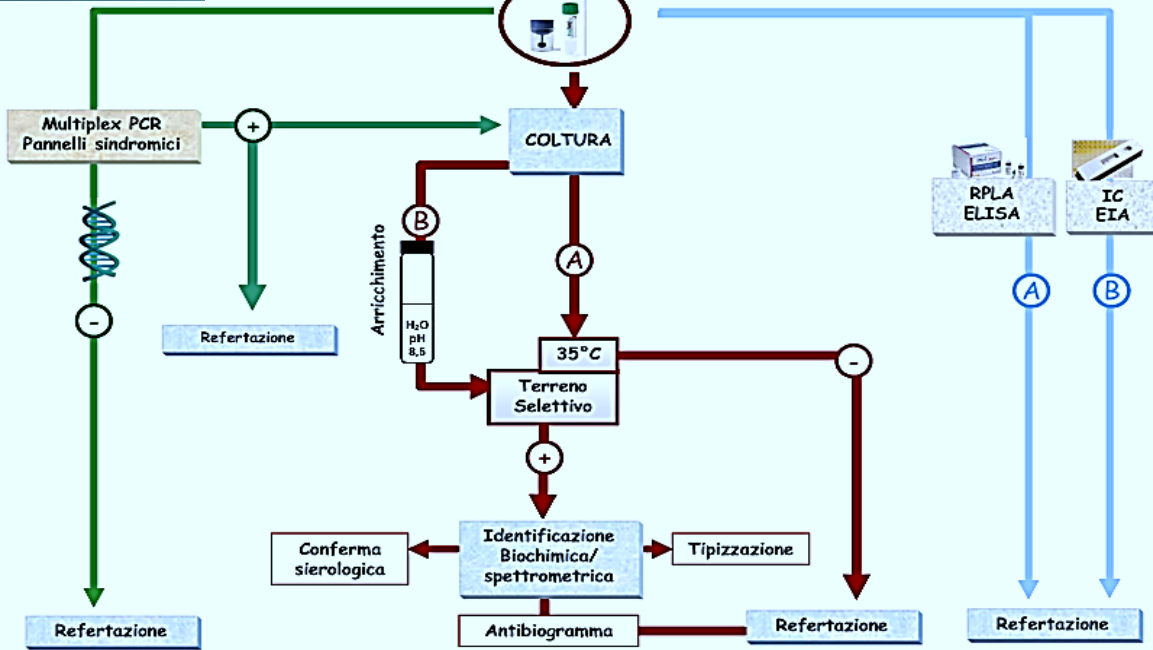 Multiplex PCR
Pannelli sindromici
+
COLTURA
RPLA
ELISA
IC
EIA
B
Arricchimento
A
A
B
H₂O
pH
8,5
-
Refertazione
35°C
-
Terreno
Selettivo
+
Identificazione
Biochimica/
spettrometrica
Conferma
sierologica
Tipizzazione
Refertazione
Antibiogramma
Refertazione
Refertazione